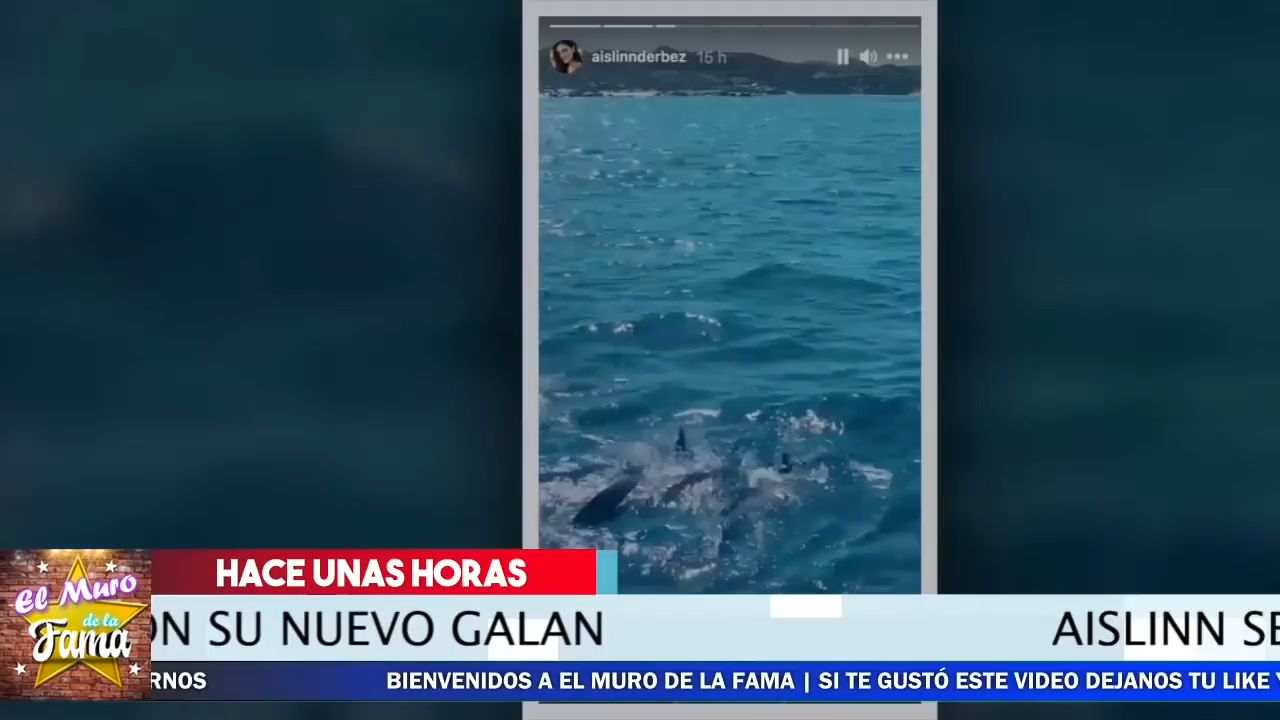 aislinnderbez 15 h
HACE UNAS HORAS
ON SU NUEVO GALAN AISLINN SE
El Muro
de la
Fama
RNOS BIENVENIDOS A EL MURO DE LA FAMA | SI TE GUSTÓ ESTE VIDEO DEJANOS TU LIKE Y